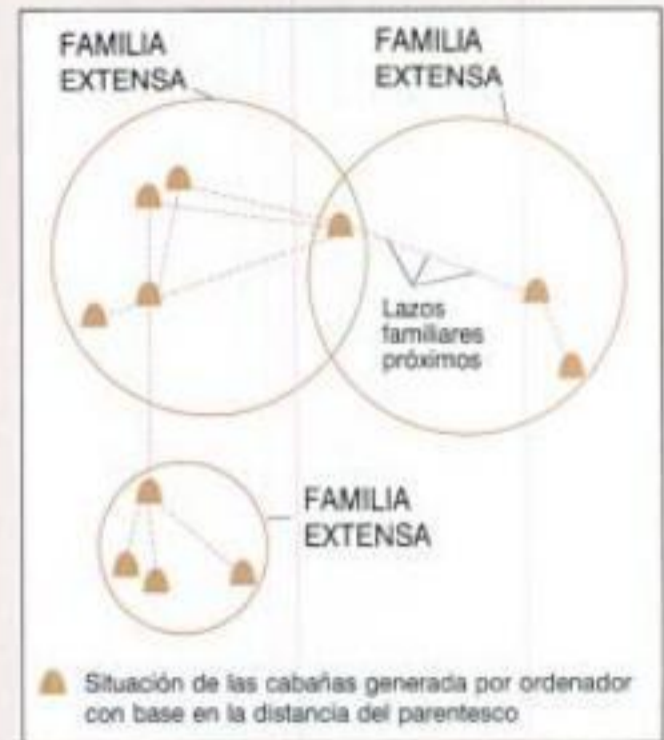 FAMILIA
EXTENSA
FAMILIA
EXTENSA
Lazos
familiares
próximos
FAMILIA
EXTENSA
Situación de las cabañas generada por ordenador
con base en la distancia del parentesco